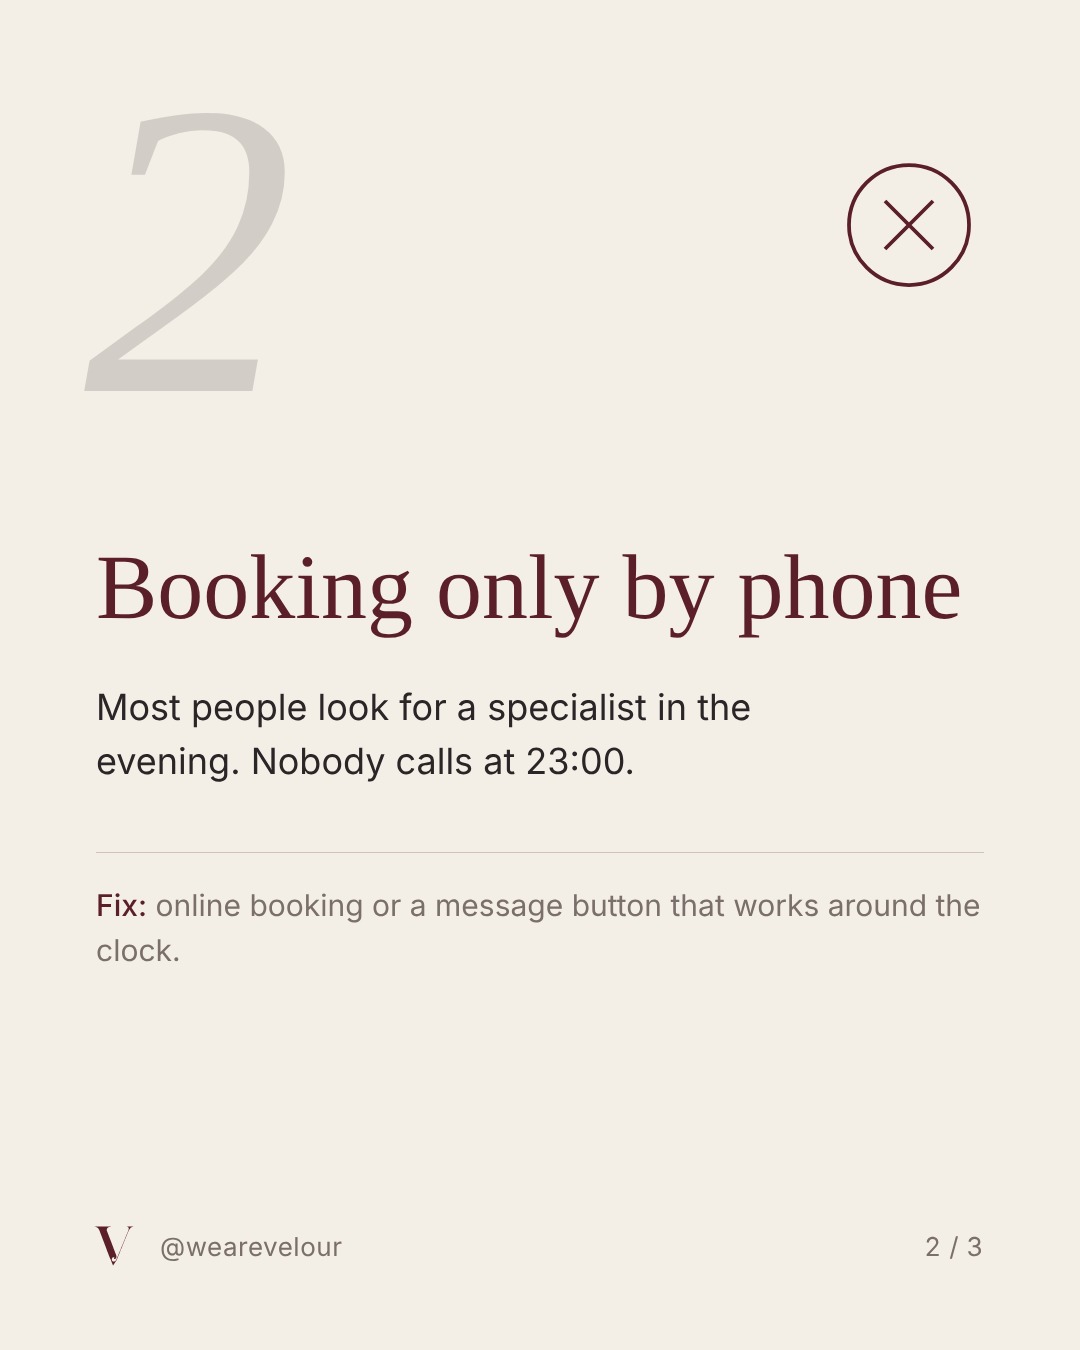 2
Booking only by phone
Most people look for a specialist in the
evening. Nobody calls at 23:00.
Fix: online booking or a message button that works around the
clock.
V @wearevelour
2 / 3